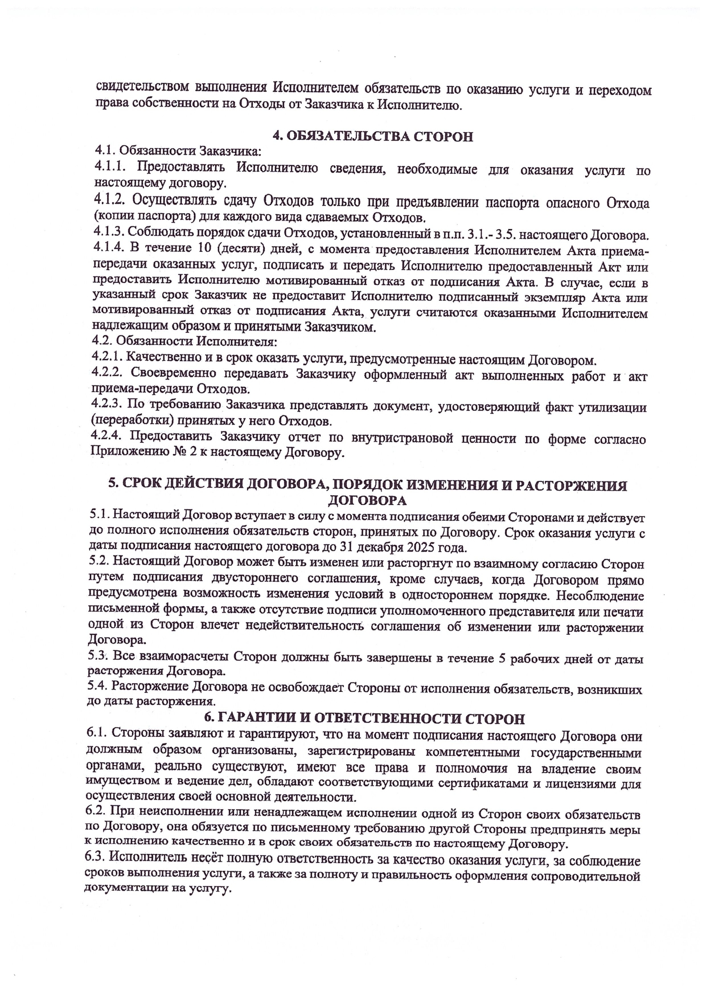 свидетельством выполнения Исполнителем обязательств по оказанию услуги и переходом
права собственности на Отходы от Заказчика к Исполнителю.
4. ОБЯЗАТЕЛЬСТВА СТОРОН
4.1. Обязанности Заказчика:
4.1.1. Предоставлять Исполнителю сведения, необходимые для оказания услуги по
настоящему договору.
4.1.2. Осуществлять сдачу Отходов только при предъявлении паспорта опасного Отхода
(копии паспорта) для каждого вида сдаваемых Отходов.
4.1.3. Соблюдать порядок сдачи Отходов, установленный в п.п. 3.1.- 3.5. настоящего Договора.
4.1.4. В течение 10 (десяти) дней, с момента предоставления Исполнителем Акта приема-
передачи оказанных услуг, подписать и передать Исполнителю предоставленный Акт или
предоставить Исполнителю мотивированный отказ от подписания Акта. В случае, если в
указанный срок Заказчик не предоставит Исполнителю подписанный экземпляр Акта или
мотивированный отказ от подписания Акта, услуги считаются оказанными Исполнителем
надлежащим образом и принятыми Заказчиком.
4.2. Обязанности Исполнителя:
4.2.1. Качественно и в срок оказать услуги, предусмотренные настоящим Договором.
4.2.2. Своевременно передавать Заказчику оформленный акт выполненных работ и акт
приема-передачи Отходов.
4.2.3. По требованию Заказчика представлять документ, удостоверяющий факт утилизации
(переработки) принятых у него Отходов.
4.2.4. Предоставить Заказчику отчет по внутристрановой ценности по форме согласно
Приложению № 2 к настоящему Договору.
5. СРОК ДЕЙСТВИЯ ДОГОВОРА, ПОРЯДОК ИЗМЕНЕНИЯ И РАСТОРЖЕНИЯ
ДОГОВОРА
5.1. Настоящий Договор вступает в силу с момента подписания обеими Сторонами и действует
до полного исполнения обязательств сторон, принятых по Договору. Срок оказания услуги с
даты подписания настоящего договора до 31 декабря 2025 года.
5.2. Настоящий Договор может быть изменен или расторгнут по взаимному согласию Сторон
путем подписания двустороннего соглашения, кроме случаев, когда Договором прямо
предусмотрена возможность изменения условий в одностороннем порядке. Несоблюдение
письменной формы, а также отсутствие подписи уполномоченного представителя или печати
одной из Сторон влечет недействительность соглашения об изменении или расторжении
Договора.
5.3. Все взаиморасчеты Сторон должны быть завершены в течение 5 рабочих дней от даты
расторжения Договора.
5.4. Расторжение Договора не освобождает Стороны от исполнения обязательств, возникших
до даты расторжения.
6. ГАРАНТИИ И ОТВЕТСТВЕННОСТИ СТОРОН
6.1. Стороны заявляют и гарантируют, что на момент подписания настоящего Договора они
должным образом организованы, зарегистрированы компетентными государственными
органами, реально существуют, имеют все права и полномочия на владение своим
имуществом и ведение дел, обладают соответствующими сертификатами и лицензиями для
осуществления своей основной деятельности.
6.2. При неисполнении или ненадлежащем исполнении одной из Сторон своих обязательств
по Договору, она обязуется по письменному требованию другой Стороны предпринять меры
к исполнению качественно и в срок своих обязательств по настоящему Договору.
6.3. Исполнитель несёт полную ответственность за качество оказания услуги, за соблюдение
сроков выполнения услуги, а также за полноту и правильность оформления сопроводительной
документации на услугу.